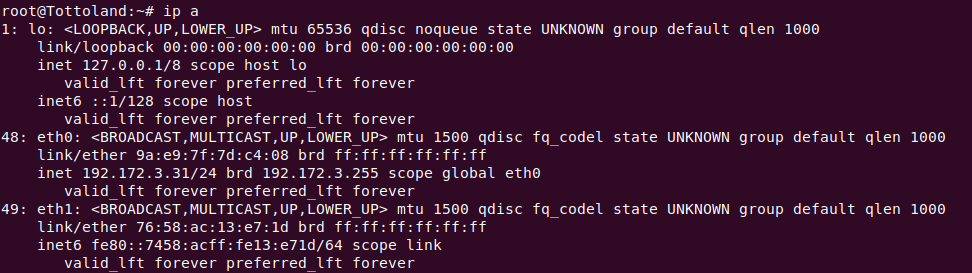 root@Tottoland:~# ip a
1: lo: <LOOPBACK,UP,LOWER_UP> mtu 65536 qdisc noqueue state UNKNOWN group default qlen 1000
    link/loopback 00:00:00:00:00:00 brd 00:00:00:00:00:00
    inet 127.0.0.1/8 scope host lo
       valid_lft forever preferred_lft forever
    inet6 ::1/128 scope host
       valid_lft forever preferred_lft forever
48: eth0: <BROADCAST,MULTICAST,UP,LOWER_UP> mtu 1500 qdisc fq_codel state UNKNOWN group default qlen 1000
    link/ether 9a:e9:7f:7d:c4:08 brd ff:ff:ff:ff:ff:ff
    inet 192.172.3.31/24 brd 192.172.3.255 scope global eth0
       valid_lft forever preferred_lft forever
49: eth1: <BROADCAST,MULTICAST,UP,LOWER_UP> mtu 1500 qdisc fq_codel state UNKNOWN group default qlen 1000
    link/ether 76:58:ac:13:e7:1d brd ff:ff:ff:ff:ff:ff
    inet6 fe80::7458:acff:fe13:e71d/64 scope link
       valid_lft forever preferred_lft forever